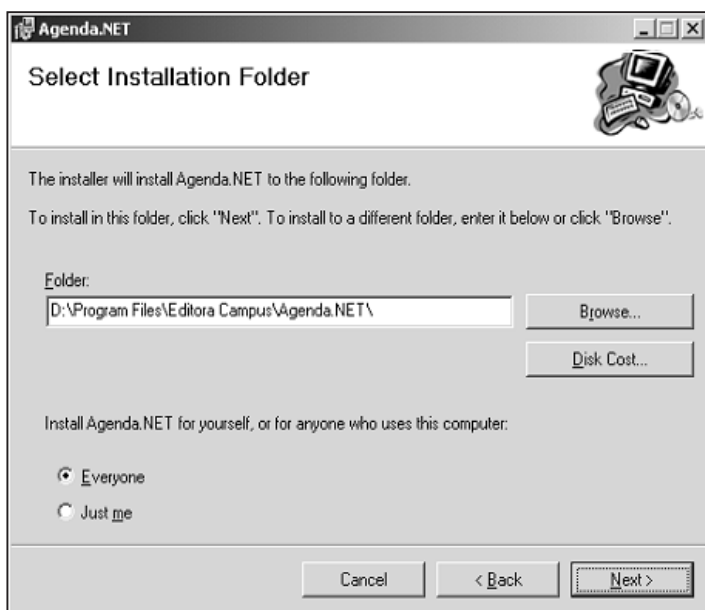 Agenda.NET
Select Installation Folder
The installer will install Agenda.NET to the following folder.
To install in this folder, click "Next". To install to a different folder, enter it below or click "Browse".
Folder:
D:\Program Files\Editora Campus\Agenda.NET\
Browse...
Disk Cost...
Install Agenda.NET for yourself, or for anyone who uses this computer:
Everyone
Just me
Cancel
< Back
Next >